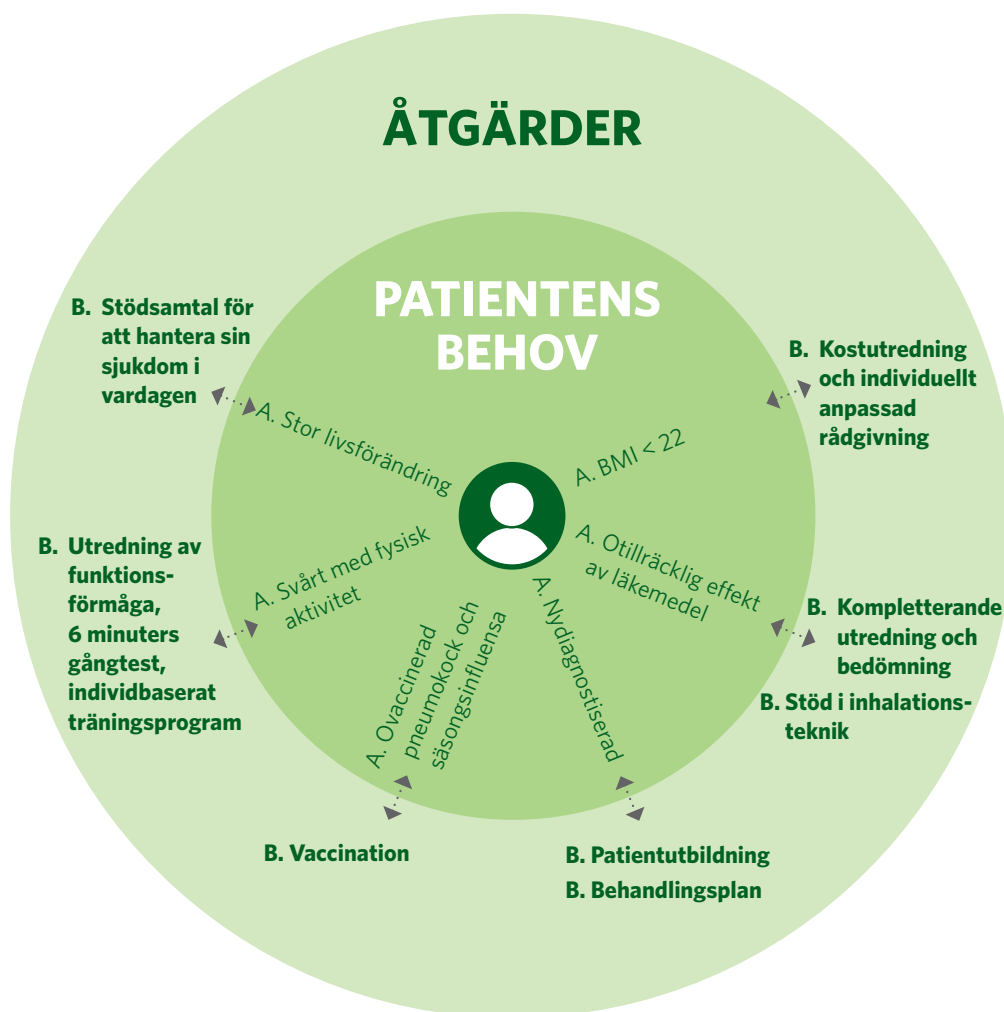 ÅTGÄRDER
PATIENTENS
BEHOV
B. Stödsamtal för
att hantera sin
sjukdom i
vardagen
A. Stor livsförändring
B. Kostutredning
och individuellt
anpassad
rådgivning
A. BMI < 22
B. Utredning av
funktions-
förmåga,
6 minuters
gångtest,
individbaserat
träningsprogram
A. Svårt med fysisk
aktivitet
A. Otillräcklig effekt
av läkemedel
B. Kompletterande
utredning och
bedömning
B. Stöd i inhalations-
teknik
A. Ovaccinerad
pneumokock och
säsongsinfluensa
B. Vaccination
A. Nydiagnostiserad
B. Patientutbildning
B. Behandlingsplan